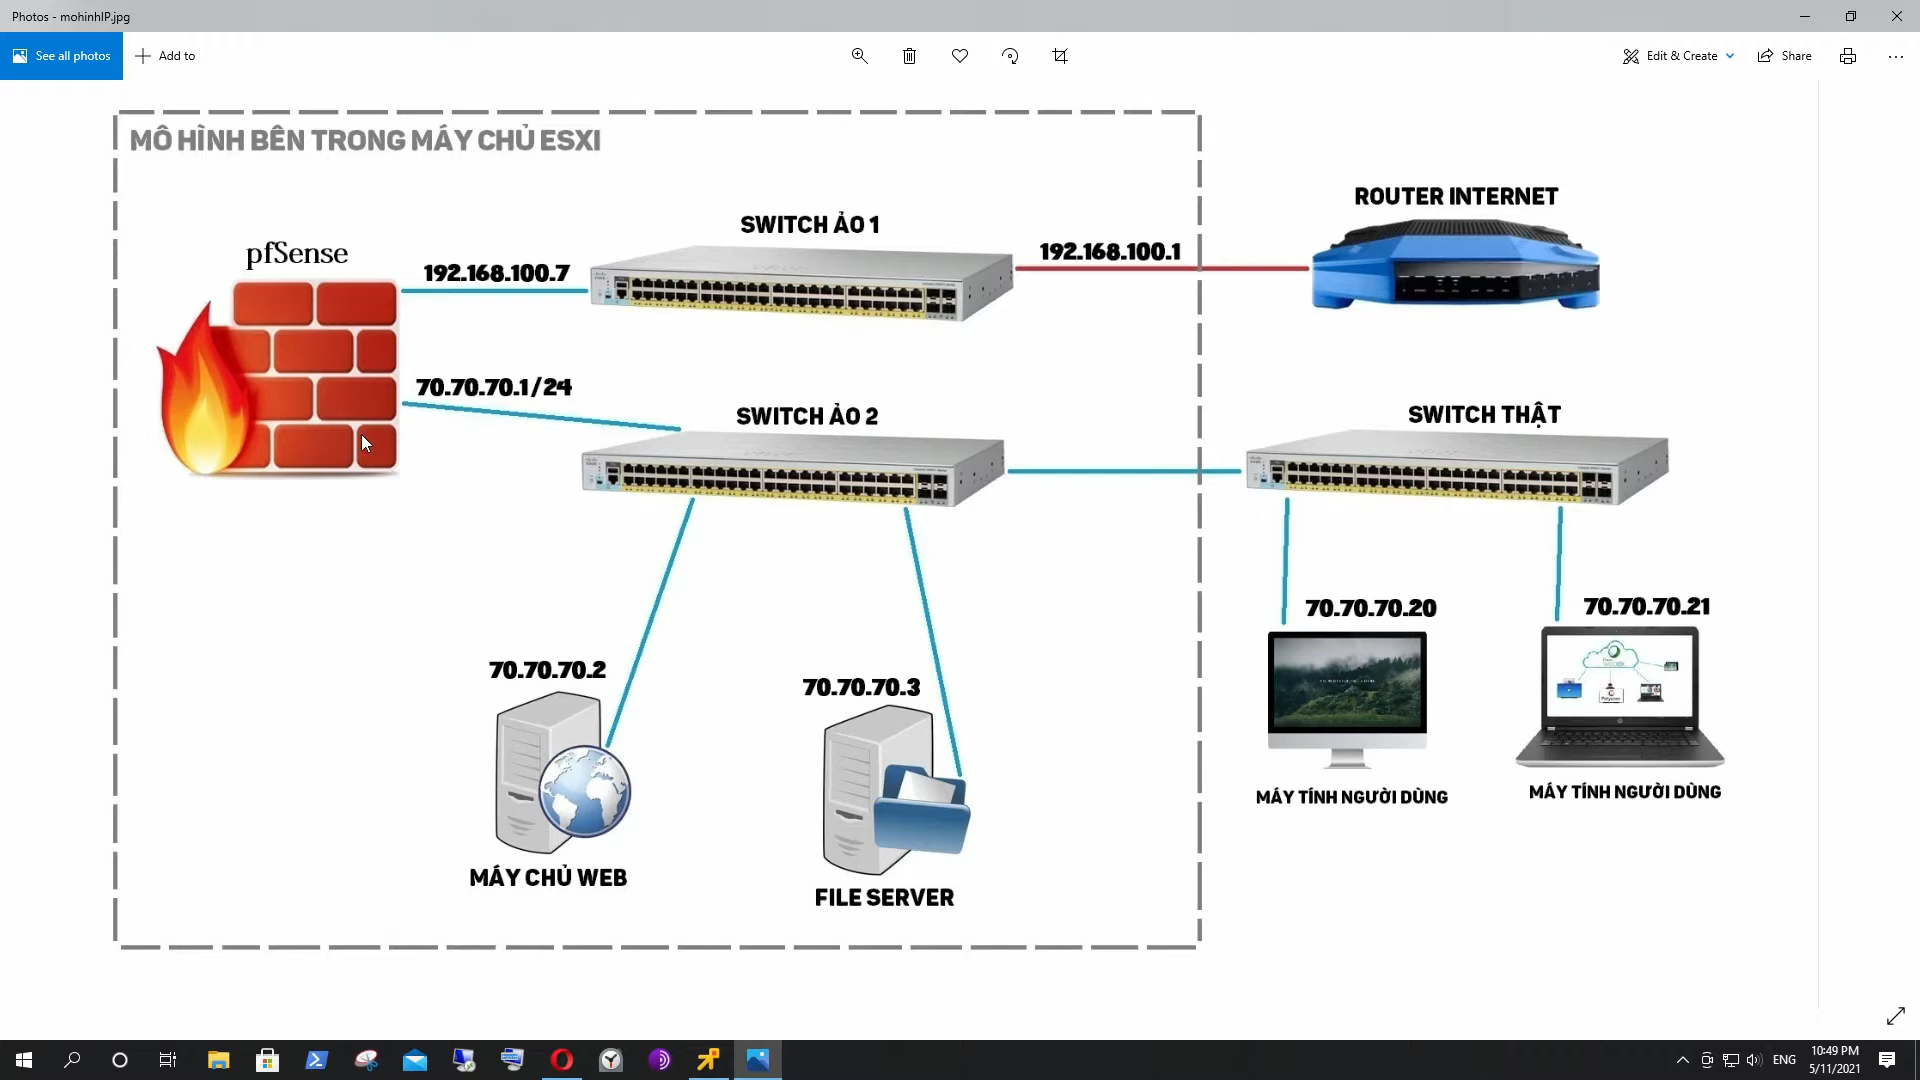 Photos - mohinhIP.jpg
See all photos
Add to
Edit & Create
Share
MÔ HÌNH BÊN TRONG MÁY CHỦ ESXI
ROUTER INTERNET
SWITCH ẢO 1
192.168.100.1
pfSense
192.168.100.7
70.70.70.1/24
SWITCH ẢO 2
SWITCH THẬT
70.70.70.20
70.70.70.21
70.70.70.2
70.70.70.3
MÁY TÍNH NGƯỜI DÙNG
MÁY TÍNH NGƯỜI DÙNG
MÁY CHỦ WEB
FILE SERVER
ENG
10:49 PM
5/11/2021